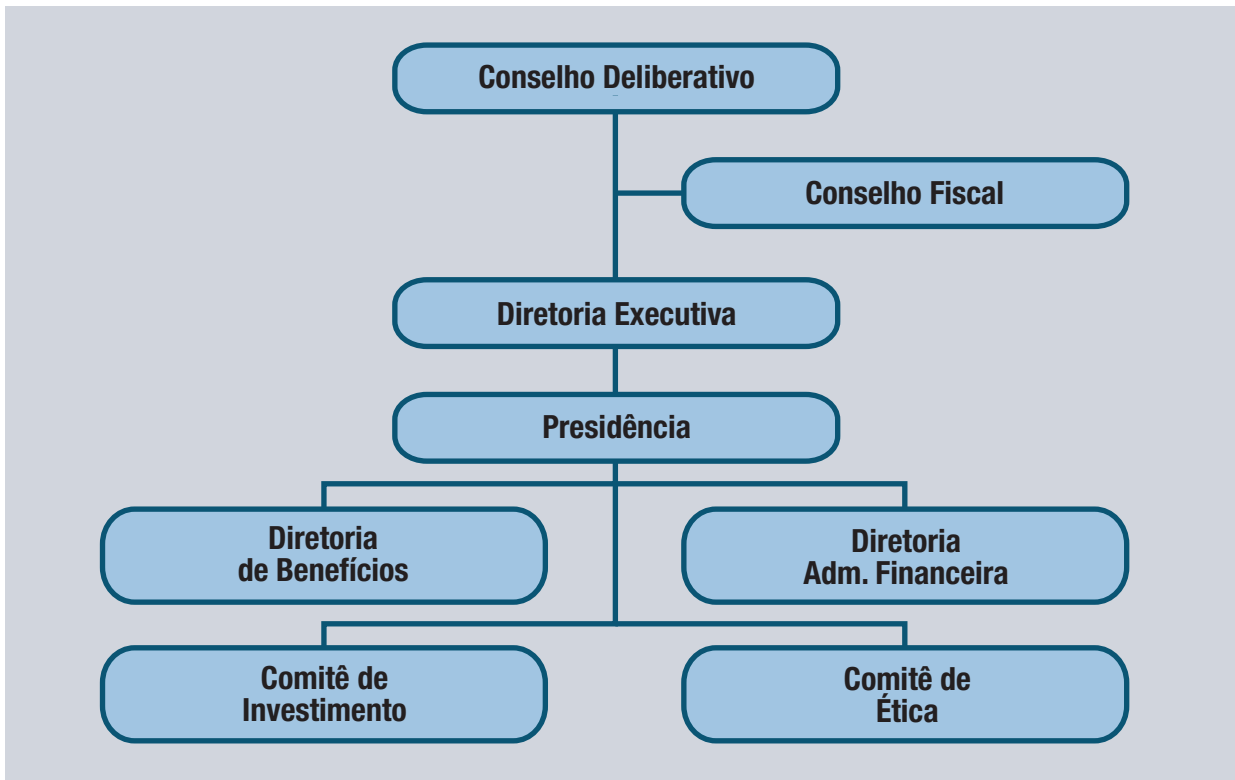 Conselho Deliberativo
Conselho Fiscal
Diretoria Executiva
Presidência
Diretoria
de Benefícios
Diretoria
Adm. Financeira
Comitê de
Investimento
Comitê de
Ética